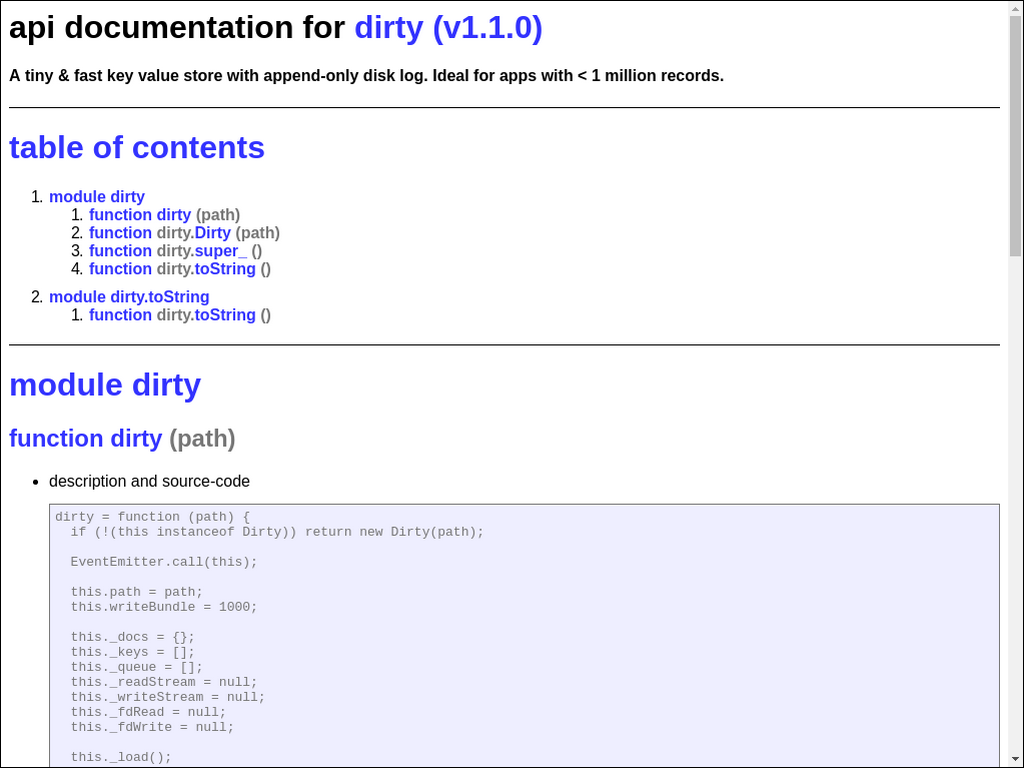 api documentation for dirty (v1.1.0)
A tiny & fast key value store with append-only disk log. Ideal for apps with < 1 million records.
table of contents
1. module dirty
1. function dirty (path)
2. function dirty.Dirty (path)
3. function dirty.super_ ()
4. function dirty.toString ()
2. module dirty.toString
1. function dirty.toString ()
module dirty
function dirty (path)
• description and source-code
dirty = function (path) {
  if (!(this instanceof Dirty)) return new Dirty(path);
  EventEmitter.call(this);
  this.path = path;
  this.writeBundle = 1000;
  this._docs = {};
  this._keys = [];
  this._queue = [];
  this._readStream = null;
  this._writeStream = null;
  this._fdRead = null;
  this._fdWrite = null;
  this._load();